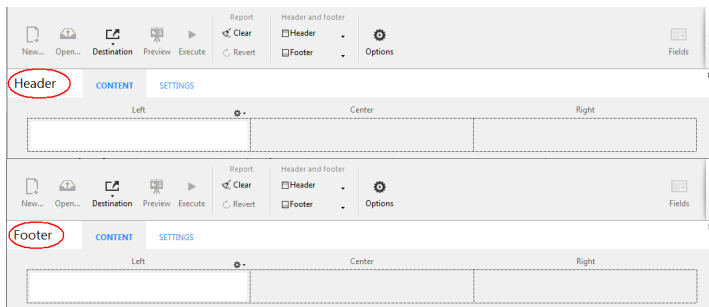 Report Header and footer
Clear Header
New... Open... Destination Preview Execute Revert Footer Options Fields
Header CONTENT SETTINGS
Left Center Right
Report Header and footer
Clear Header
New... Open... Destination Preview Execute Revert Footer Options Fields
Footer CONTENT SETTINGS
Left Center Right